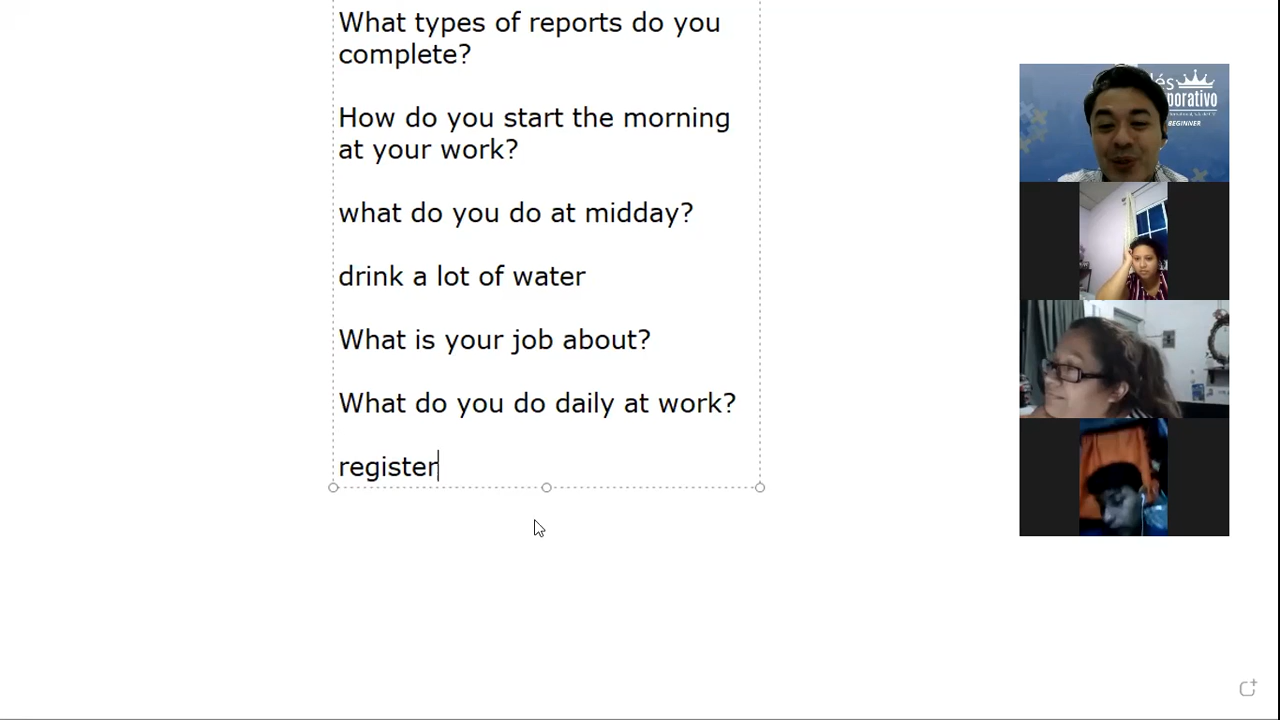 What types of reports do you
complete?
How do you start the morning
at your work?
what do you do at midday?
drink a lot of water
What is your job about?
What do you do daily at work?
register
BEGINNER